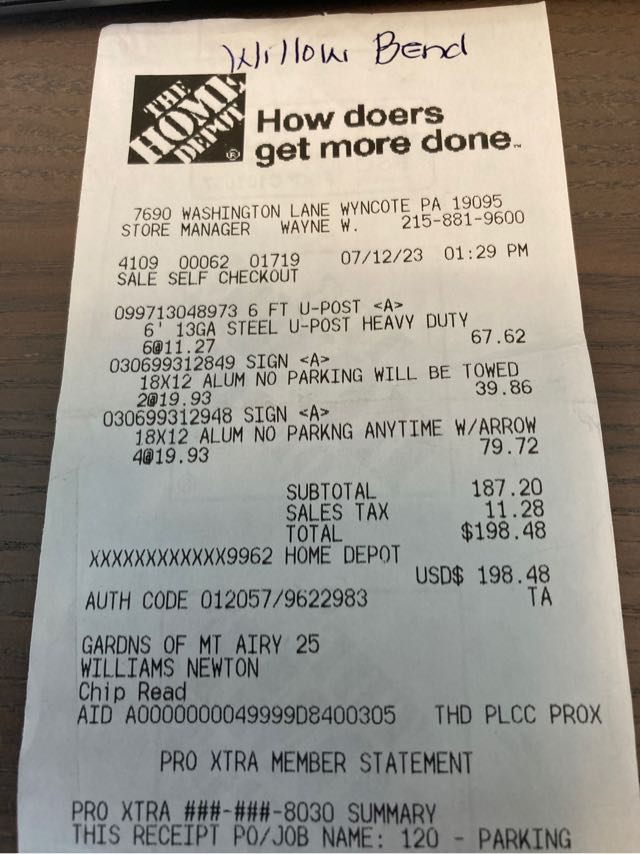 Willow Bend
THE
HOME
DEPOT
®
How doers
get more done™
7690 WASHINGTON LANE WYNCOTE PA 19095
STORE MANAGER WAYNE W. 215-881-9600
4109 00062 01719 07/12/23 01:29 PM
SALE SELF CHECKOUT
099713048973 6 FT U-POST <A>
6' 13GA STEEL U-POST HEAVY DUTY
6@11.27 67.62
030699312849 SIGN <A>
18X12 ALUM NO PARKING WILL BE TOWED
2@19.93 39.86
030699312948 SIGN <A>
18X12 ALUM NO PARKNG ANYTIME W/ARROW
4@19.93 79.72
SUBTOTAL 187.20
SALES TAX 11.28
TOTAL $198.48
XXXXXXXXXXXX9962 HOME DEPOT
USD$ 198.48
AUTH CODE 012057/9622983 TA
GARDNS OF MT AIRY 25
WILLIAMS NEWTON
Chip Read
AID A0000000049999D8400305 THD PLCC PROX
PRO XTRA MEMBER STATEMENT
PRO XTRA ###-###-8030 SUMMARY
THIS RECEIPT PO/JOB NAME: 120 - PARKING